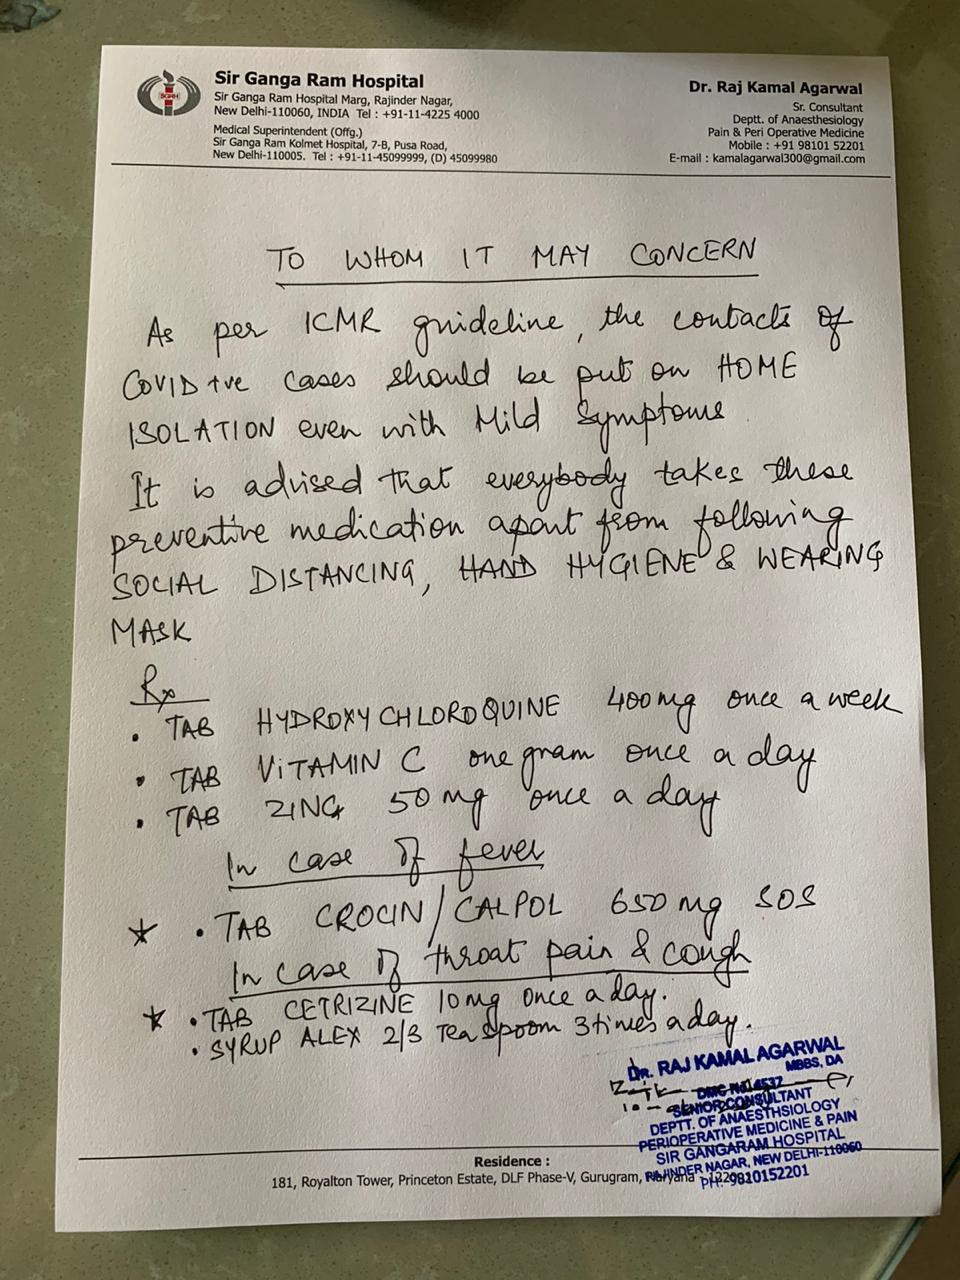 SGRH
Sir Ganga Ram Hospital
Sir Ganga Ram Hospital Marg, Rajinder Nagar,
New Delhi-110060, INDIA Tel : +91-11-4225 4000
Medical Superintendent (Offg.)
Sir Ganga Ram Kolmet Hospital, 7-B, Pusa Road,
New Delhi-110005. Tel : +91-11-45099999, (D) 45099980
Dr. Raj Kamal Agarwal
Sr. Consultant
Deptt. of Anaesthesiology
Pain & Peri Operative Medicine
Mobile : +91 98101 52201
E-mail : kamalagarwal300@gmail.com
TO WHOM IT MAY CONCERN
As per ICMR guideline, the contacts of
COVID +ve cases should be put on HOME
ISOLATION even with Mild Symptoms
It is advised that everybody takes these
preventive medication apart from following
SOCIAL DISTANCING, HAND HYGIENE & WEARING
MASK
Rx
• TAB HYDROXYCHLOROQUINE 400mg once a week
• TAB VITAMIN C one gram once a day
• TAB ZING 50 mg once a day
In case of fever
★ • TAB CROCIN/CALPOL 650 mg SOS
In case of throat pain & cough
★ • TAB CETRIZINE 10mg once a day.
• SYRUP ALEX 2/3 Tea spoom 3 times a day.
Dr. RAJ KAMAL AGARWAL
MBBS, DA
DMC No. 4537
SENIOR CONSULTANT
DEPTT. OF ANAESTHSIOLOGY
PERIOPERATIVE MEDICINE & PAIN
SIR GANGARAM HOSPITAL
RAJINDER NAGAR, NEW DELHI-110060
PH. 9810152201
Residence :
181, Royalton Tower, Princeton Estate, DLF Phase-V, Gurugram, Haryana